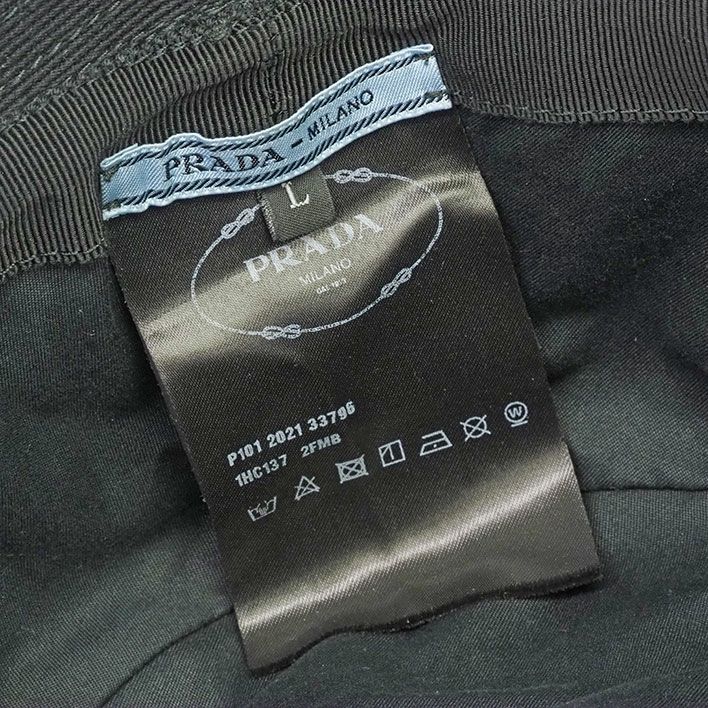 PRADA - MILANO
L
PRADA
MILANO
P101 2021 33796
1HC137 2FMB
W